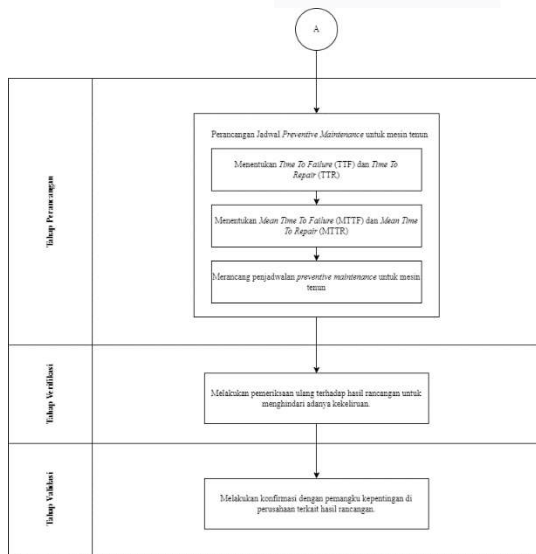 A
Tahap Perancangan
Perancangan Jadwal Preventive Maintenance untuk mesin tenun
Menentukan Time To Failure (TTF) dan Time To
Repair (TTR)
Menentukan Mean Time To Failure (MTTF) dan Mean Time
To Repair (MTTR)
Merancang penjadwalan preventive maintenance untuk mesin
tenun
Tahap Verifikasi
Melakukan pemeriksaan ulang terhadap hasil rancangan untuk
menghindari adanya kekeliruan.
Tahap Validasi
Melakukan konfirmasi dengan pemangku kepentingan di
perusahaan terkait hasil rancangan.